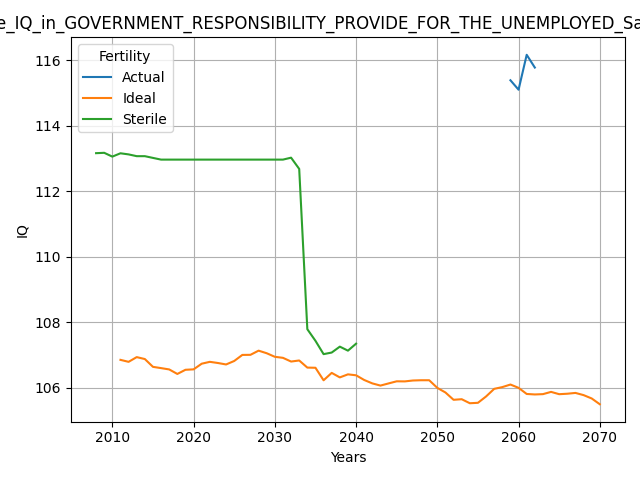 e_IQ_in_GOVERNMENT_RESPONSIBILITY_PROVIDE_FOR_THE_UNEMPLOYED_Sa
Fertility
Actual
Ideal
Sterile
116
114
112
110
108
106
IQ
2010 2020 2030 2040 2050 2060 2070
Years